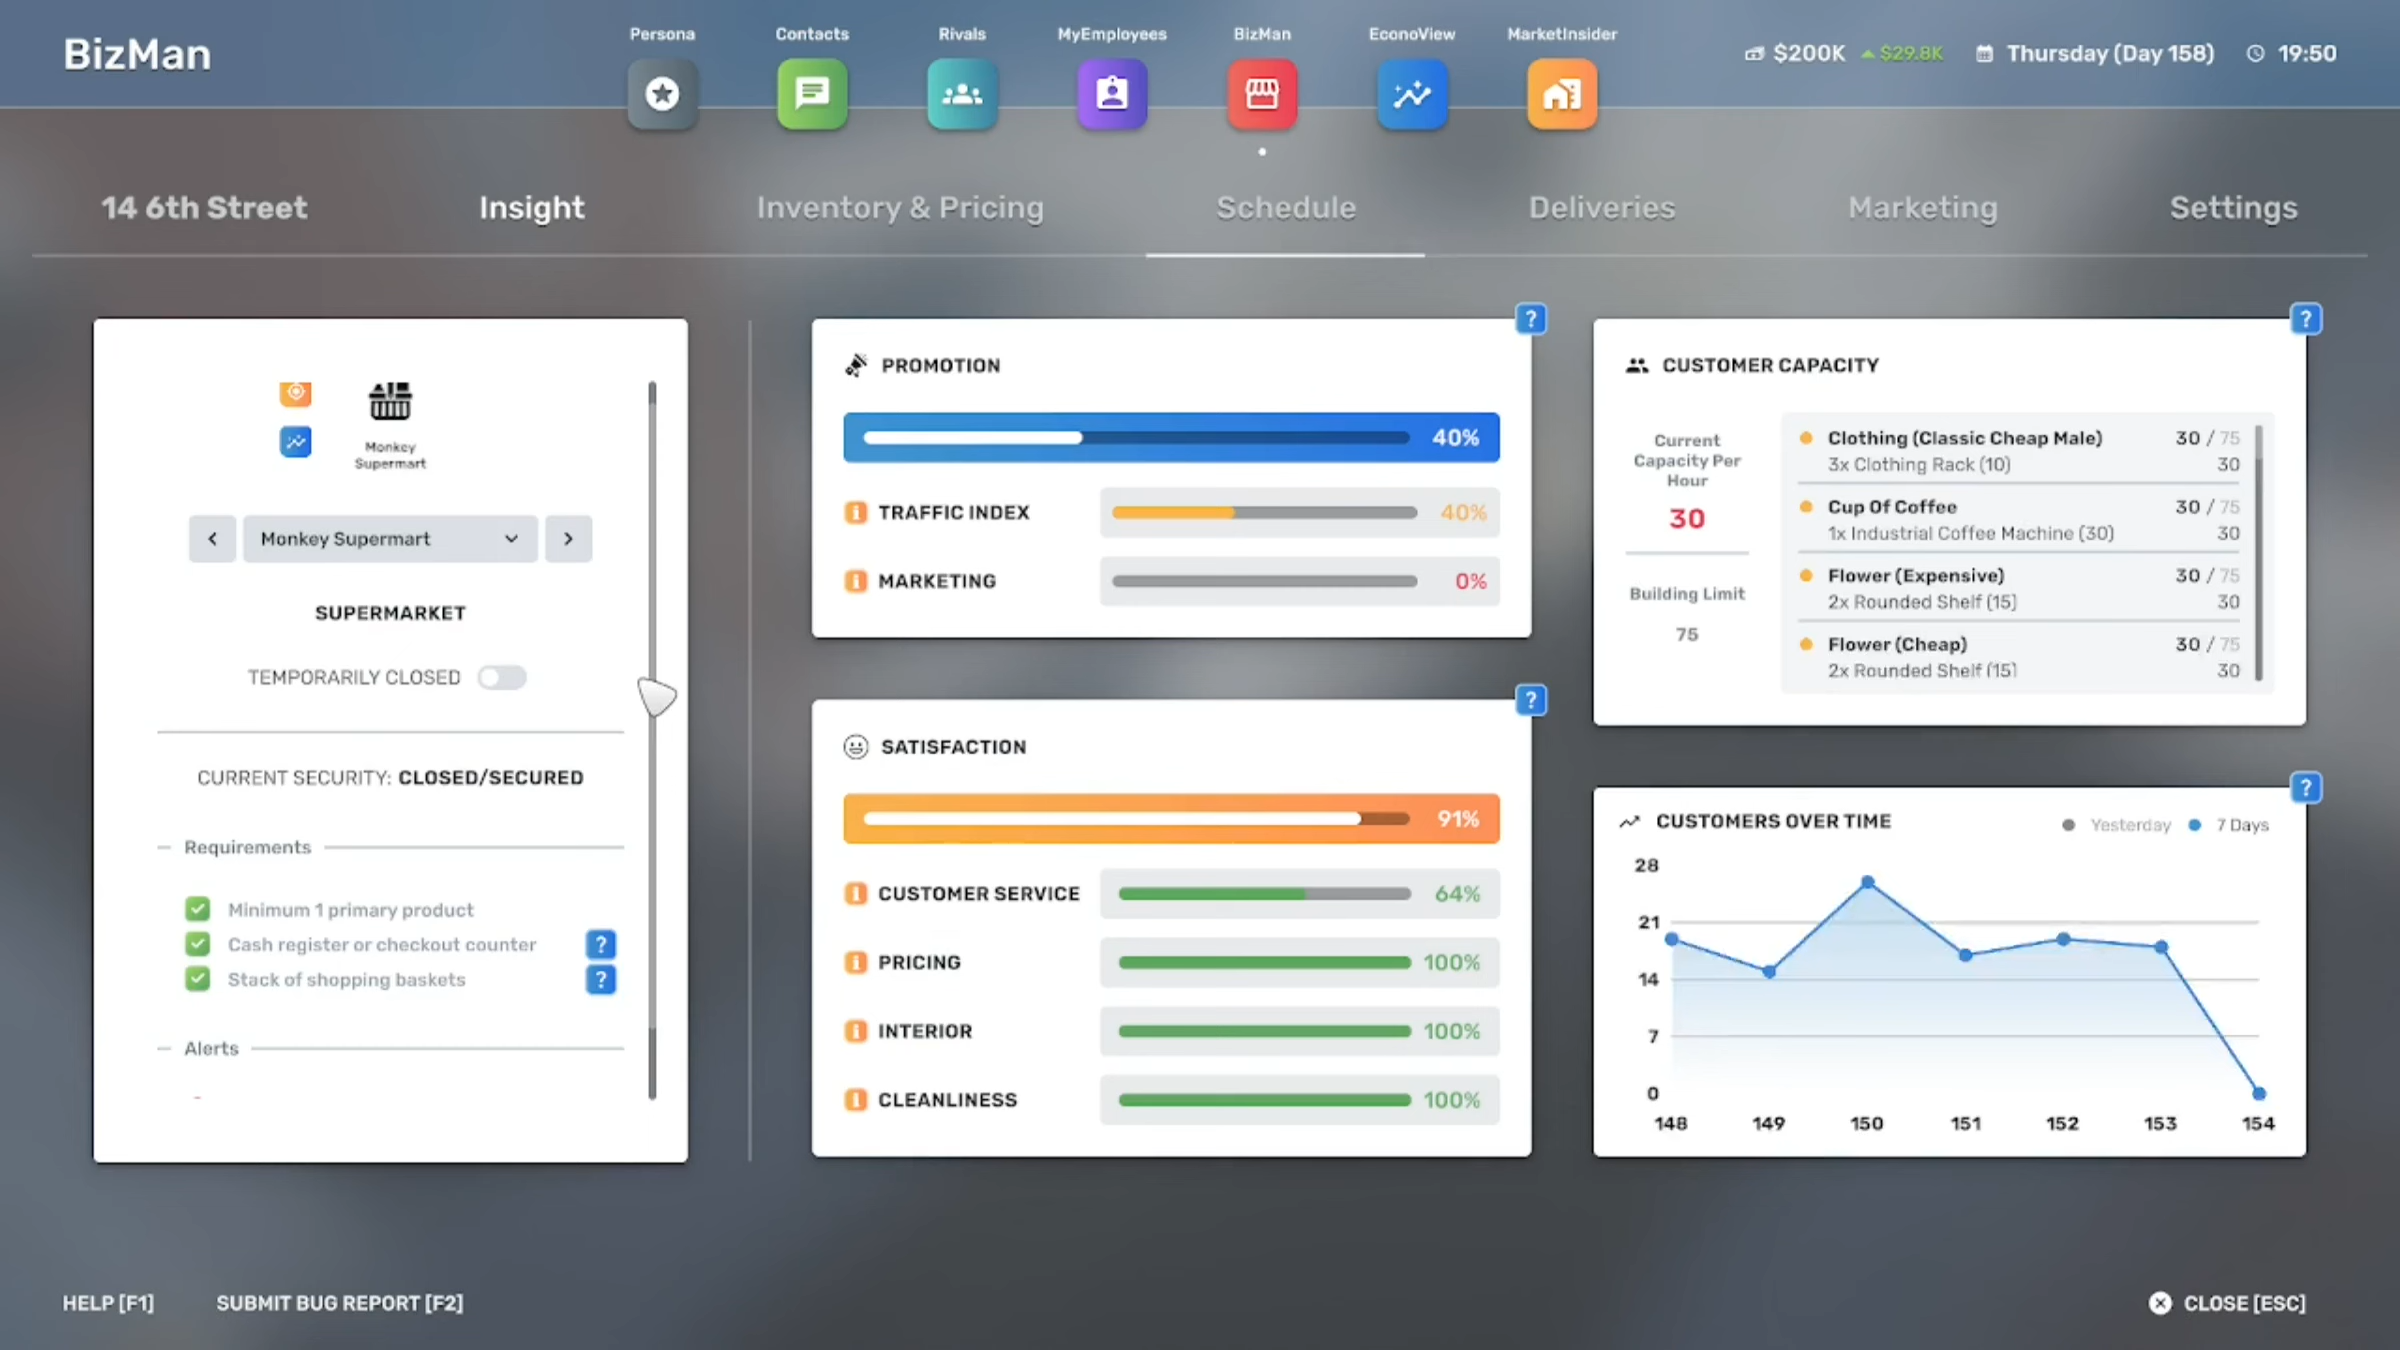 BizMan
Persona
Contacts
Rivals
MyEmployees
BizMan
EconoView
MarketInsider
$200K
$29.8K
Thursday (Day 158)
19:50
14 6th Street
Insight
Inventory & Pricing
Schedule
Deliveries
Marketing
Settings
Monkey
Supermart
Monkey Supermart
SUPERMARKET
TEMPORARILY CLOSED
CURRENT SECURITY: CLOSED/SECURED
Requirements
Minimum 1 primary product
Cash register or checkout counter ?
Stack of shopping baskets ?
Alerts
-
?
PROMOTION
40%
TRAFFIC INDEX 40%
MARKETING 0%
?
SATISFACTION
91%
CUSTOMER SERVICE 64%
PRICING 100%
INTERIOR 100%
CLEANLINESS 100%
?
CUSTOMER CAPACITY
Current
Capacity Per
Hour
30
Building Limit
75
Clothing (Classic Cheap Male) 30 / 75
3x Clothing Rack (10) 30
Cup Of Coffee 30 / 75
1x Industrial Coffee Machine (30) 30
Flower (Expensive) 30 / 75
2x Rounded Shelf (15) 30
Flower (Cheap) 30 / 75
2x Rounded Shelf (15) 30
?
CUSTOMERS OVER TIME
Yesterday
7 Days
28
21
14
7
0
148 149 150 151 152 153 154
HELP [F1]
SUBMIT BUG REPORT [F2]
CLOSE [ESC]